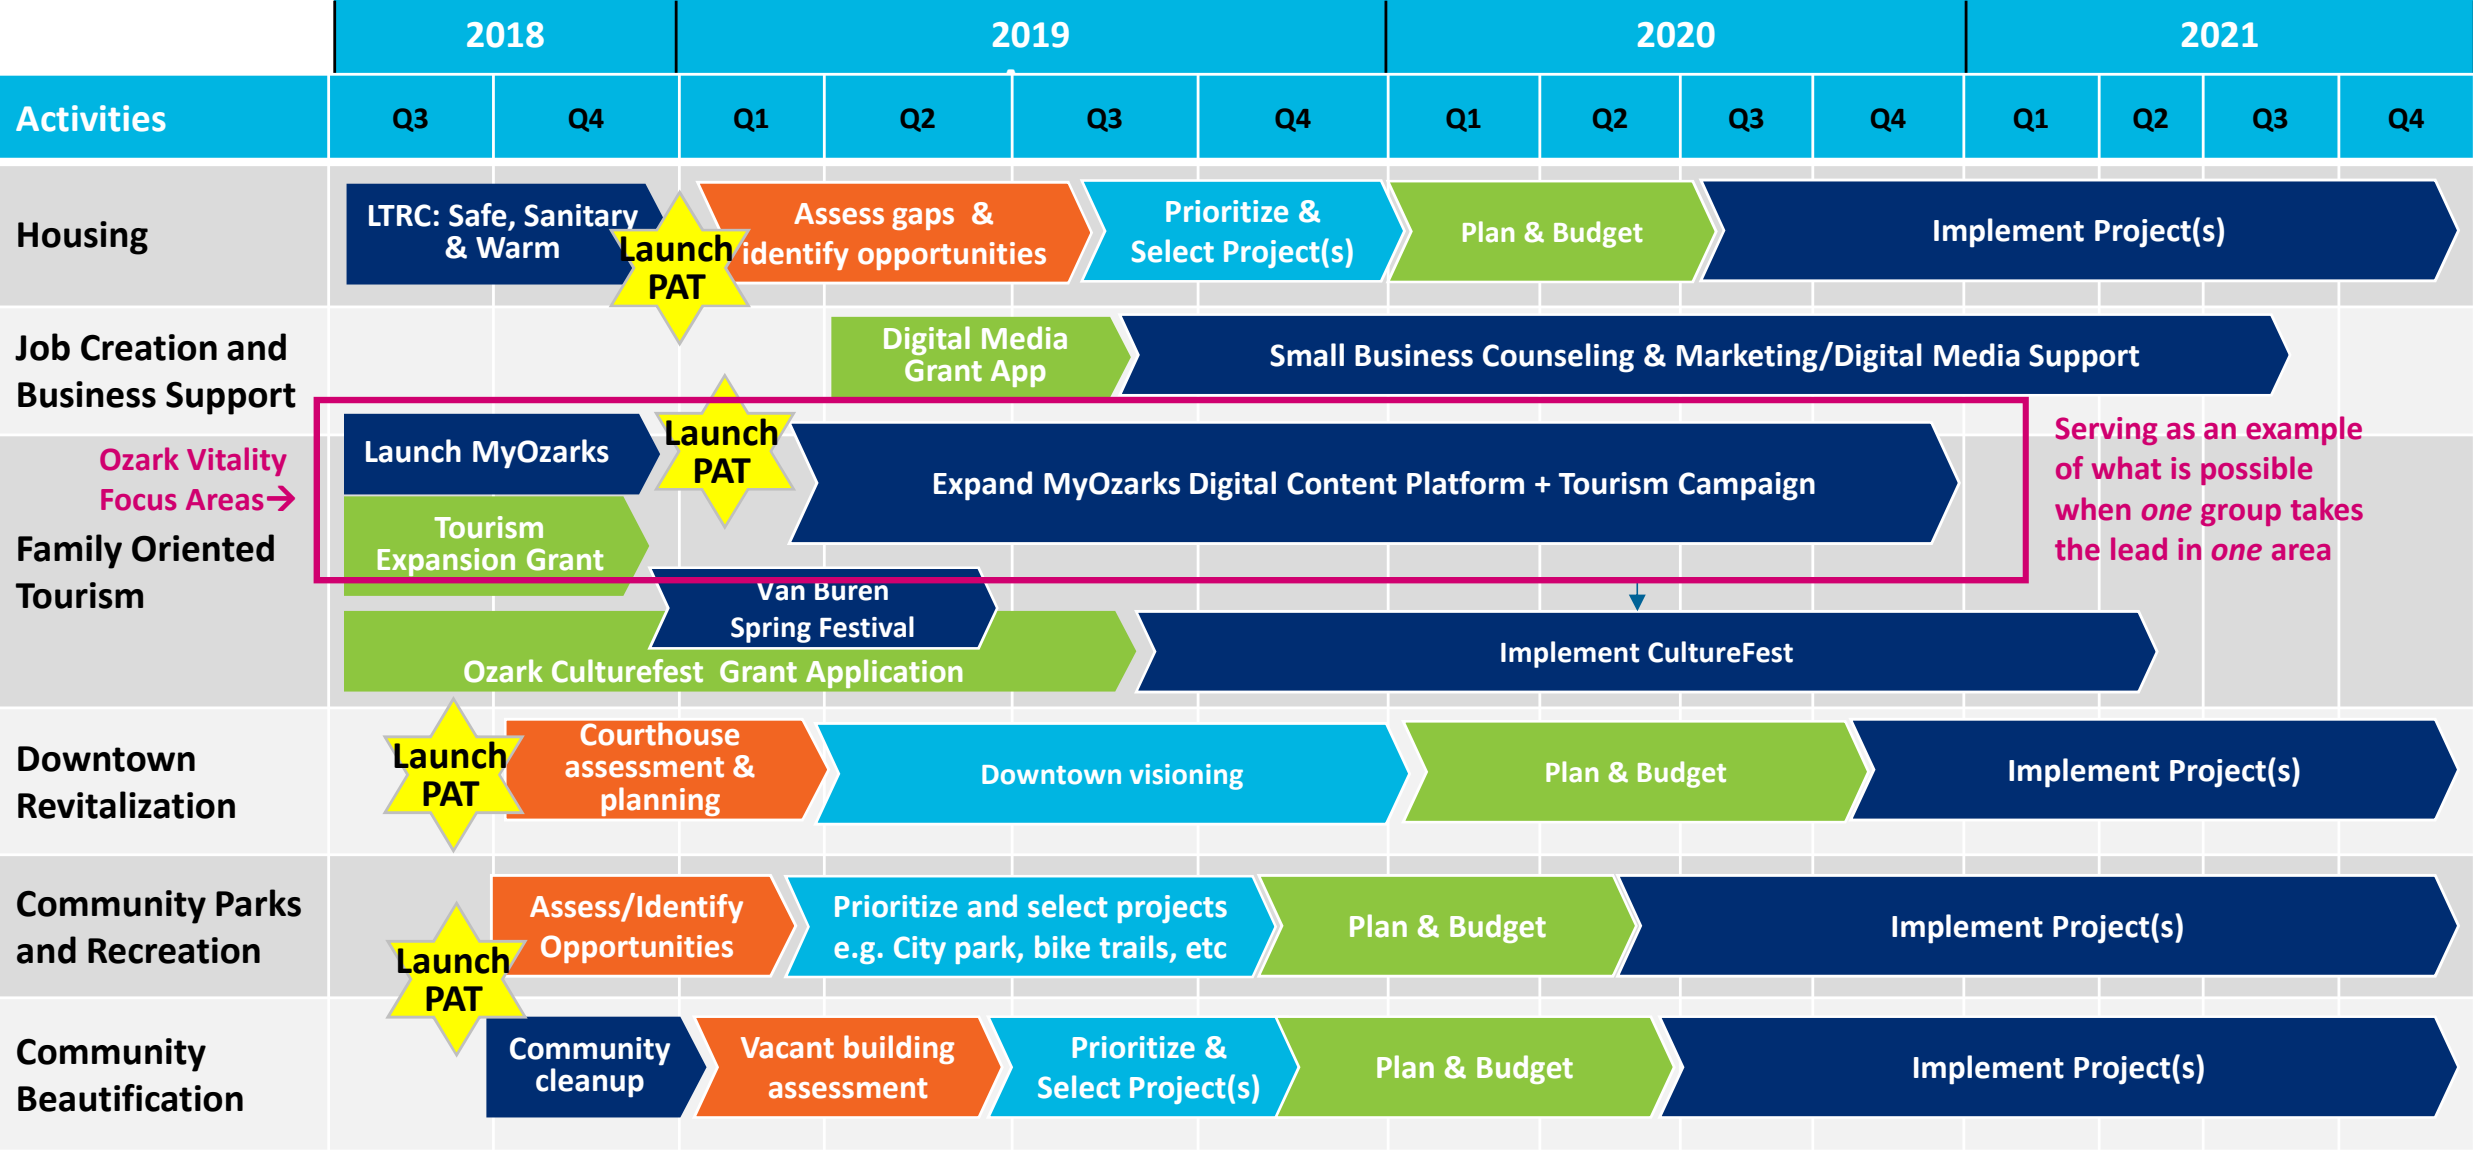 2018 2019 2020 2021
Activities Q3 Q4 Q1 Q2 Q3 Q4 Q1 Q2 Q3 Q4 Q1 Q2 Q3 Q4
Housing
LTRC: Safe, Sanitary
& Warm
Launch
PAT
Assess gaps &
identify opportunities
Prioritize &
Select Project(s)
Plan & Budget
Implement Project(s)
Job Creation and
Business Support
Digital Media
Grant App
Small Business Counseling & Marketing/Digital Media Support
Ozark Vitality
Focus Areas→
Family Oriented
Tourism
Launch MyOzarks
Launch
PAT
Expand MyOzarks Digital Content Platform + Tourism Campaign
Serving as an example
of what is possible
when one group takes
the lead in one area
Tourism
Expansion Grant
Van Buren
Spring Festival
Ozark Culturefest Grant Application
Implement CultureFest
Downtown
Revitalization
Launch
PAT
Courthouse
assessment &
planning
Downtown visioning
Plan & Budget
Implement Project(s)
Community Parks
and Recreation
Launch
PAT
Assess/Identify
Opportunities
Prioritize and select projects
e.g. City park, bike trails, etc
Plan & Budget
Implement Project(s)
Community
Beautification
Community
cleanup
Vacant building
assessment
Prioritize &
Select Project(s)
Plan & Budget
Implement Project(s)